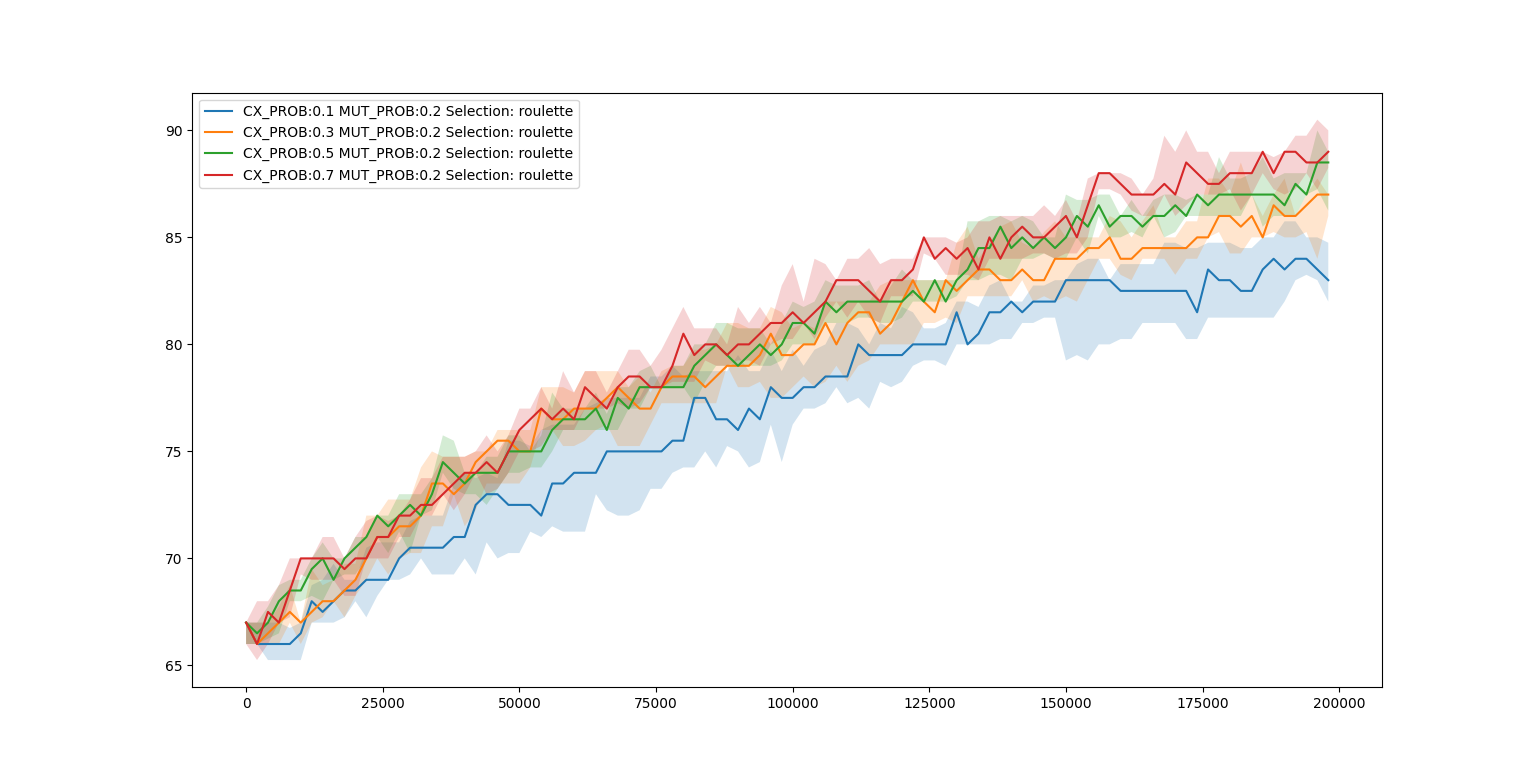 CX_PROB:0.1 MUT_PROB:0.2 Selection: roulette
CX_PROB:0.3 MUT_PROB:0.2 Selection: roulette
CX_PROB:0.5 MUT_PROB:0.2 Selection: roulette
CX_PROB:0.7 MUT_PROB:0.2 Selection: roulette
90
85
80
75
70
65
0 25000 50000 75000 100000 125000 150000 175000 200000